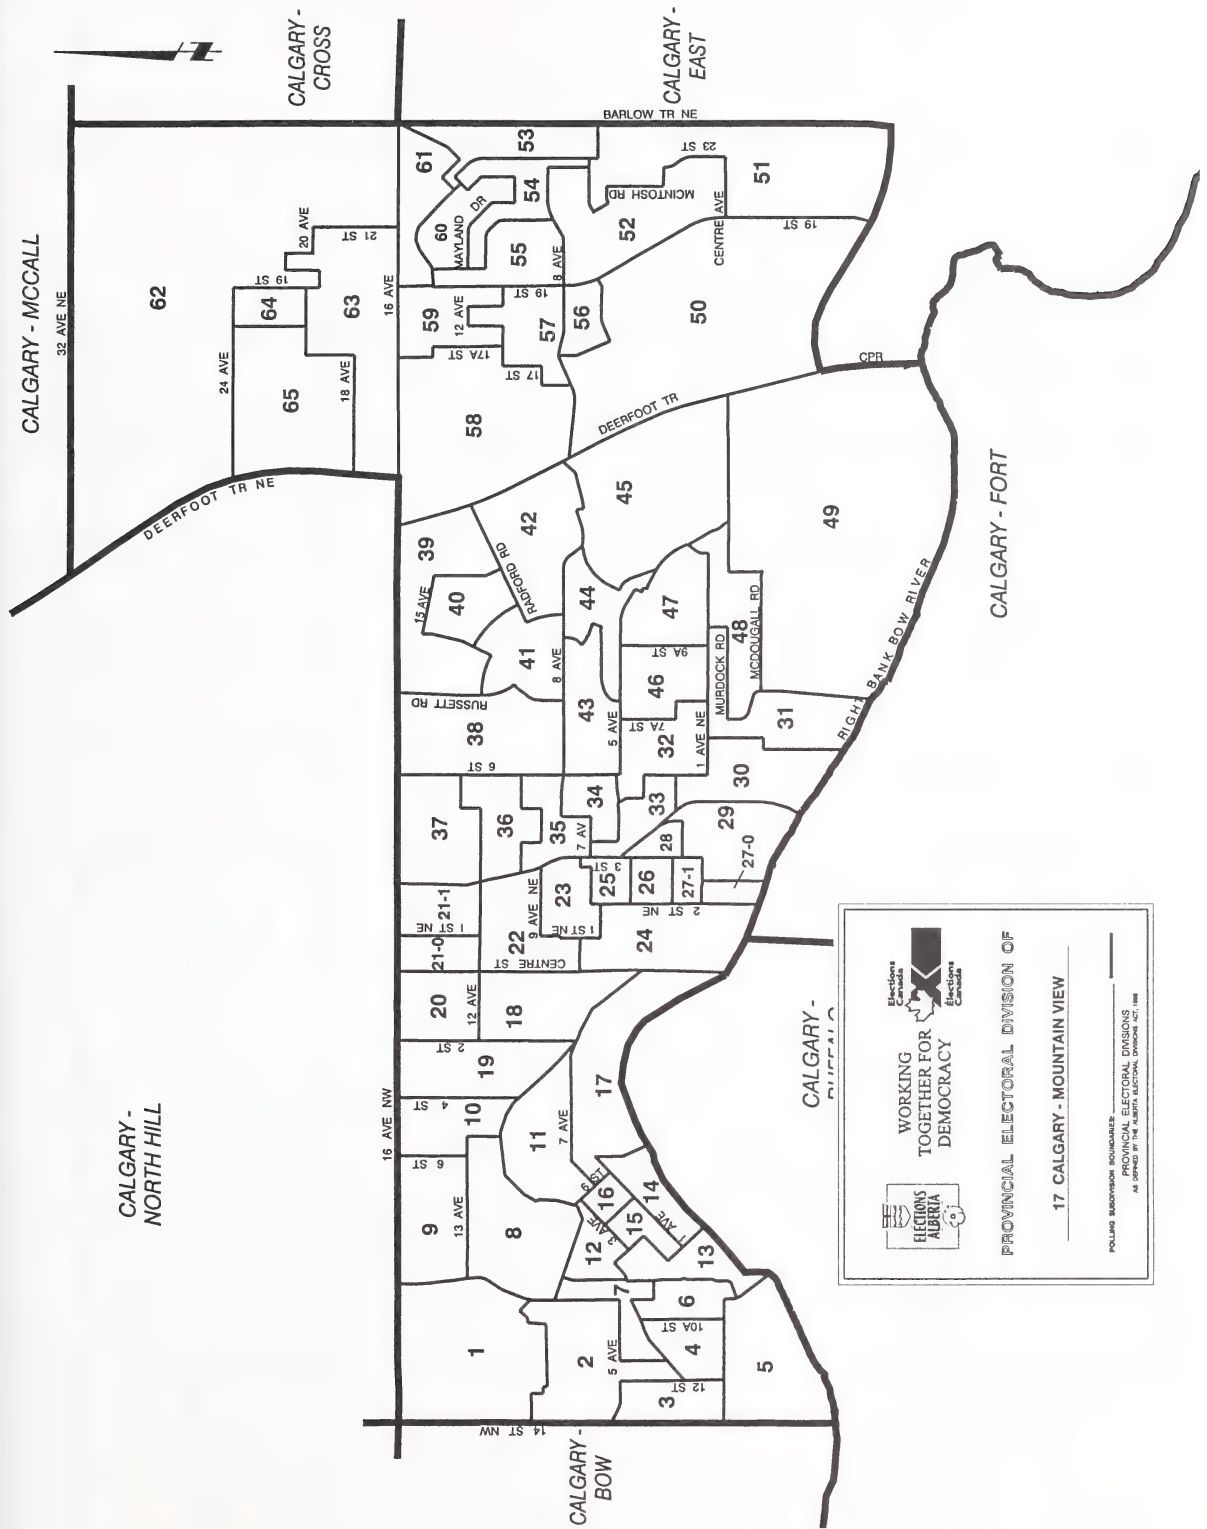 CALGARY -
NORTH HILL
CALGARY - MCCALL
CALGARY -
CROSS
CALGARY -
EAST
CALGARY - FORT
CALGARY -
BOW
CALGARY -
32 AVE NE
DEERFOOT TR NE
62
24 AVE
19 ST
20 AVE
21 ST
64
63
65
18 AVE
16 AVE
16 AVE NW
14 ST NW
1
2
5 AVE
3
12 ST
4
10A ST
5
6
7
8
9
13 AVE
6 ST
10
4 ST
11
7 AVE
12
3 AVE
13
1 AVE
14
15
16
6 ST
17
18
19
2 ST
20
12 AVE
21-0
1 ST NE
21-1
22
CENTRE ST
9 AVE NE
23
1 ST NE
24
2 ST NE
25
3 ST
26
27-1
27-0
28
29
30
31
32
33
34
7 AV
35
36
37
38
6 ST
RUSSETT RD
39
15 AVE
40
41
8 AVE
RADFORD RD
42
43
5 AVE
44
45
46
7A ST
9A ST
47
1 AVE NE
MURDOCK RD
48
MCDOUGALL RD
49
RIGHT BANK BOW RIVER
DEERFOOT TR
CPR
50
51
19 ST
CENTRE AVE
23 ST
52
MCINTOSH RD
53
BARLOW TR NE
54
55
8 AVE
56
57
19 ST
17 ST
58
17A ST
59
12 AVE
60
MAYLAND DR
61
ELECTIONS
ALBERTA
WORKING
TOGETHER FOR
DEMOCRACY
Elections
Canada
Élections
Canada
PROVINCIAL ELECTORAL DIVISION OF
17 CALGARY - MOUNTAIN VIEW
POLLING SUBDIVISION BOUNDARIES:
PROVINCIAL ELECTORAL DIVISIONS
AS DEFINED BY THE ALBERTA ELECTORAL DIVISIONS ACT, 1996